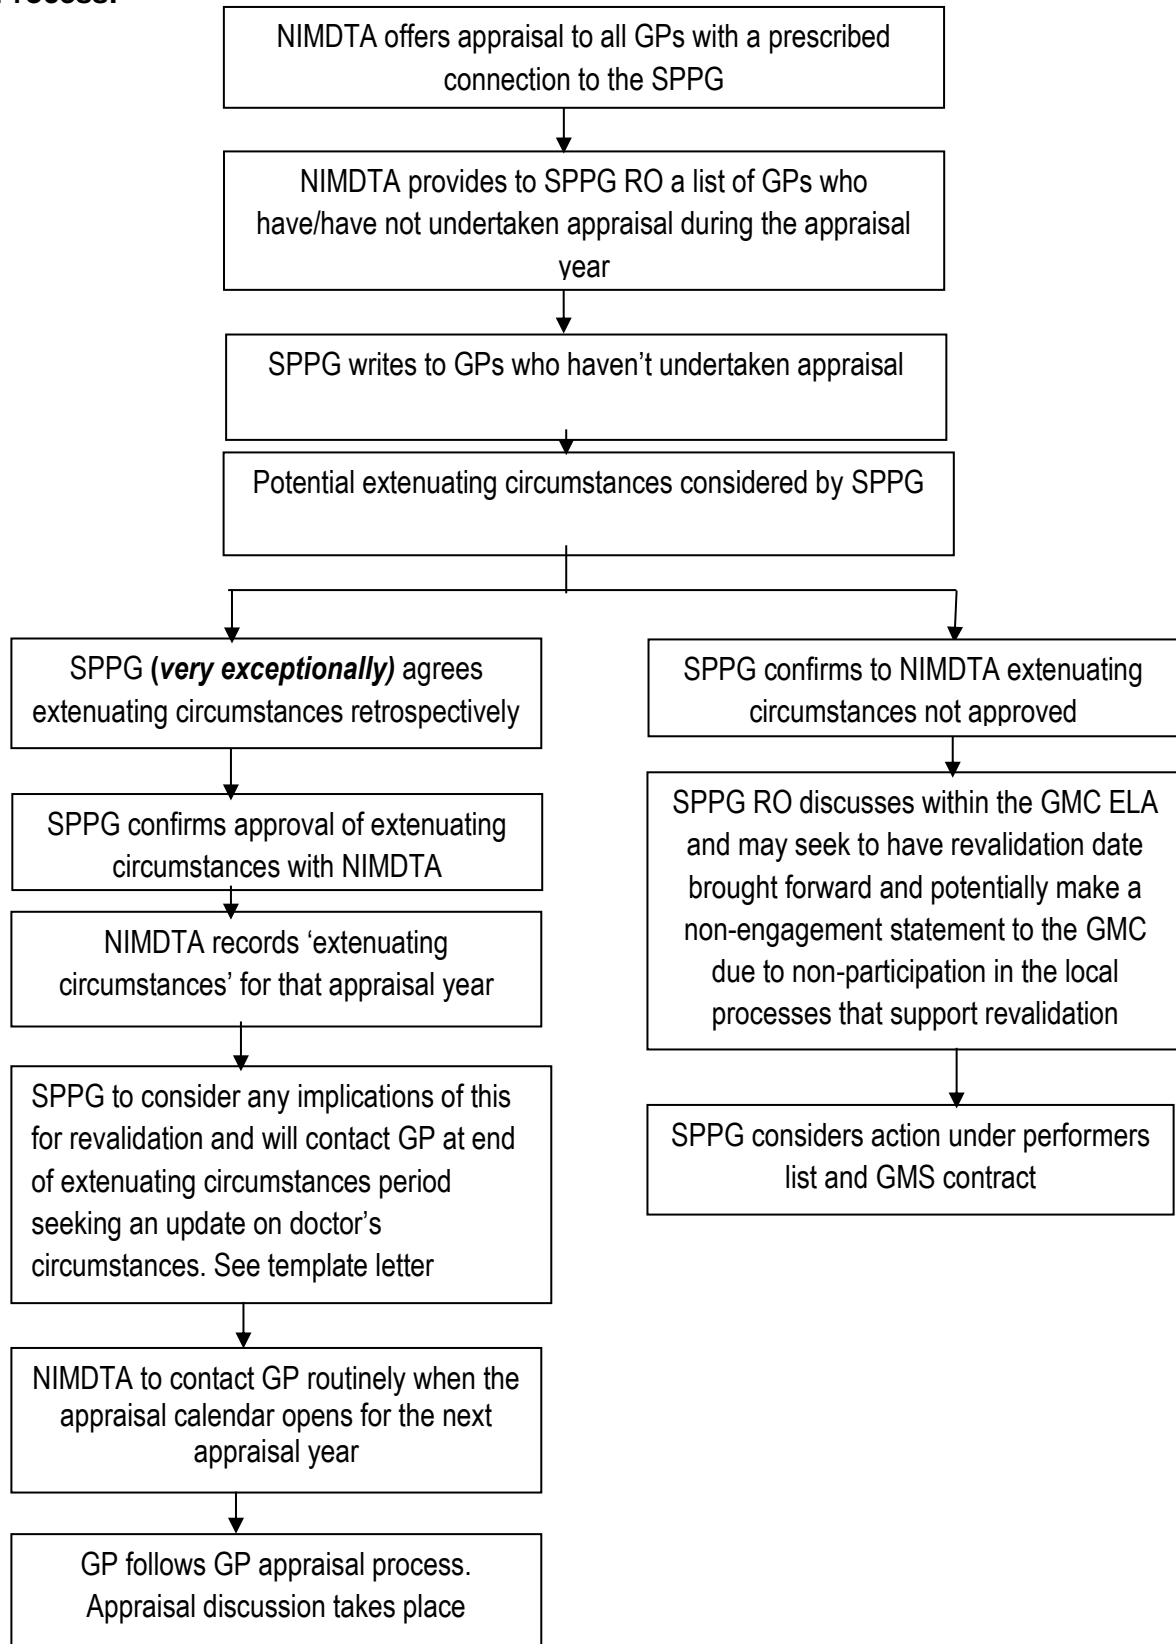 Process:
NIMDTA offers appraisal to all GPs with a prescribed
connection to the SPPG
NIMDTA provides to SPPG RO a list of GPs who
have/have not undertaken appraisal during the appraisal
year
SPPG writes to GPs who haven’t undertaken appraisal
Potential extenuating circumstances considered by SPPG
SPPG (very exceptionally) agrees
extenuating circumstances retrospectively
SPPG confirms approval of extenuating
circumstances with NIMDTA
NIMDTA records ‘extenuating
circumstances’ for that appraisal year
SPPG to consider any implications of this
for revalidation and will contact GP at end
of extenuating circumstances period
seeking an update on doctor’s
circumstances. See template letter
NIMDTA to contact GP routinely when the
appraisal calendar opens for the next
appraisal year
GP follows GP appraisal process.
Appraisal discussion takes place
SPPG confirms to NIMDTA extenuating
circumstances not approved
SPPG RO discusses within the GMC ELA
and may seek to have revalidation date
brought forward and potentially make a
non-engagement statement to the GMC
due to non-participation in the local
processes that support revalidation
SPPG considers action under performers
list and GMS contract